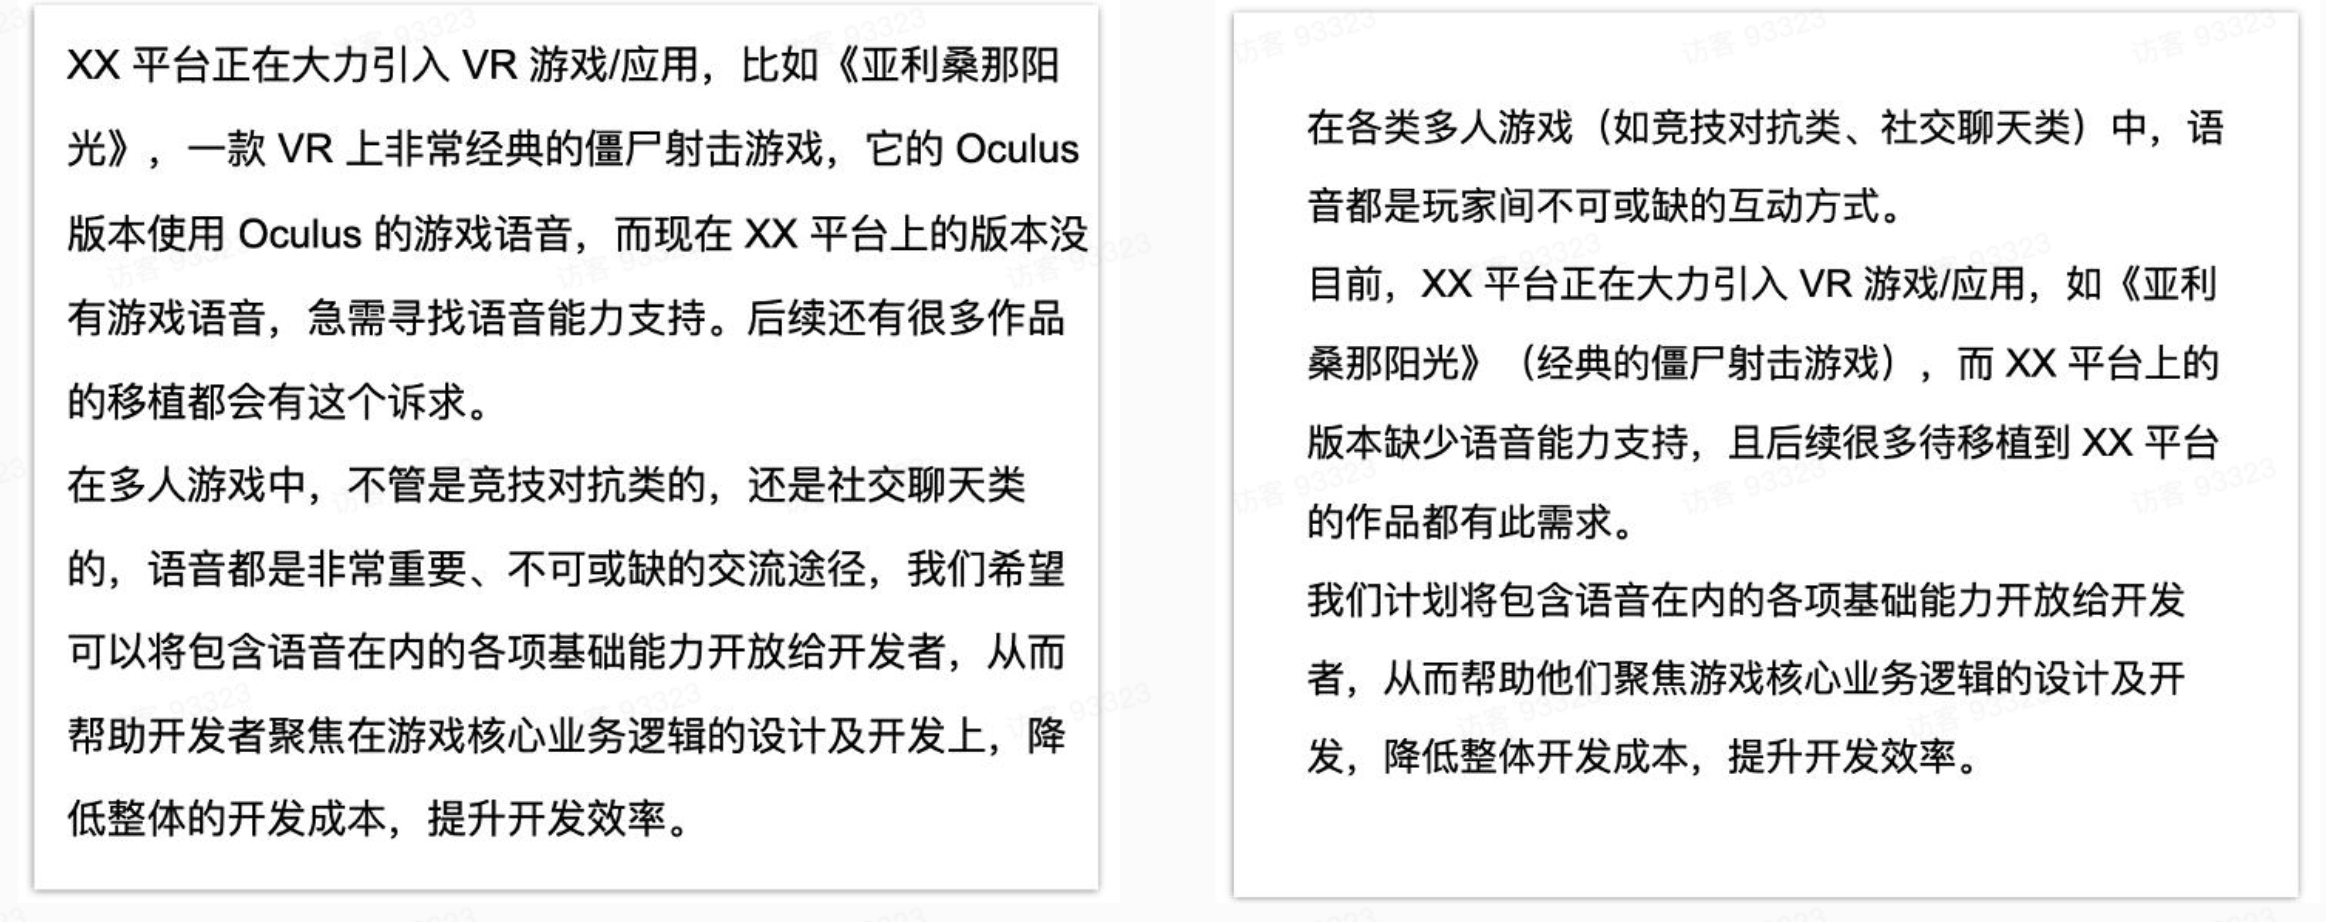 XX 平台正在大力引入 VR 游戏/应用，比如《亚利桑那阳
光》，一款 VR 上非常经典的僵尸射击游戏，它的 Oculus
版本使用 Oculus 的游戏语音，而现在 XX 平台上的版本没
有游戏语音，急需寻找语音能力支持。后续还有很多作品
的移植都会有这个诉求。
在多人游戏中，不管是竞技对抗类的，还是社交聊天类
的，语音都是非常重要、不可或缺的交流途径，我们希望
可以将包含语音在内的各项基础能力开放给开发者，从而
帮助开发者聚焦在游戏核心业务逻辑的设计及开发上，降
低整体的开发成本，提升开发效率。
在各类多人游戏（如竞技对抗类、社交聊天类）中，语
音都是玩家间不可或缺的互动方式。
目前，XX 平台正在大力引入 VR 游戏/应用，如《亚利
桑那阳光》（经典的僵尸射击游戏），而 XX 平台上的
版本缺少语音能力支持，且后续很多待移植到 XX 平台
的作品都有此需求。
我们计划将包含语音在内的各项基础能力开放给开发
者，从而帮助他们聚焦游戏核心业务逻辑的设计及开
发，降低整体开发成本，提升开发效率。
访客 93323